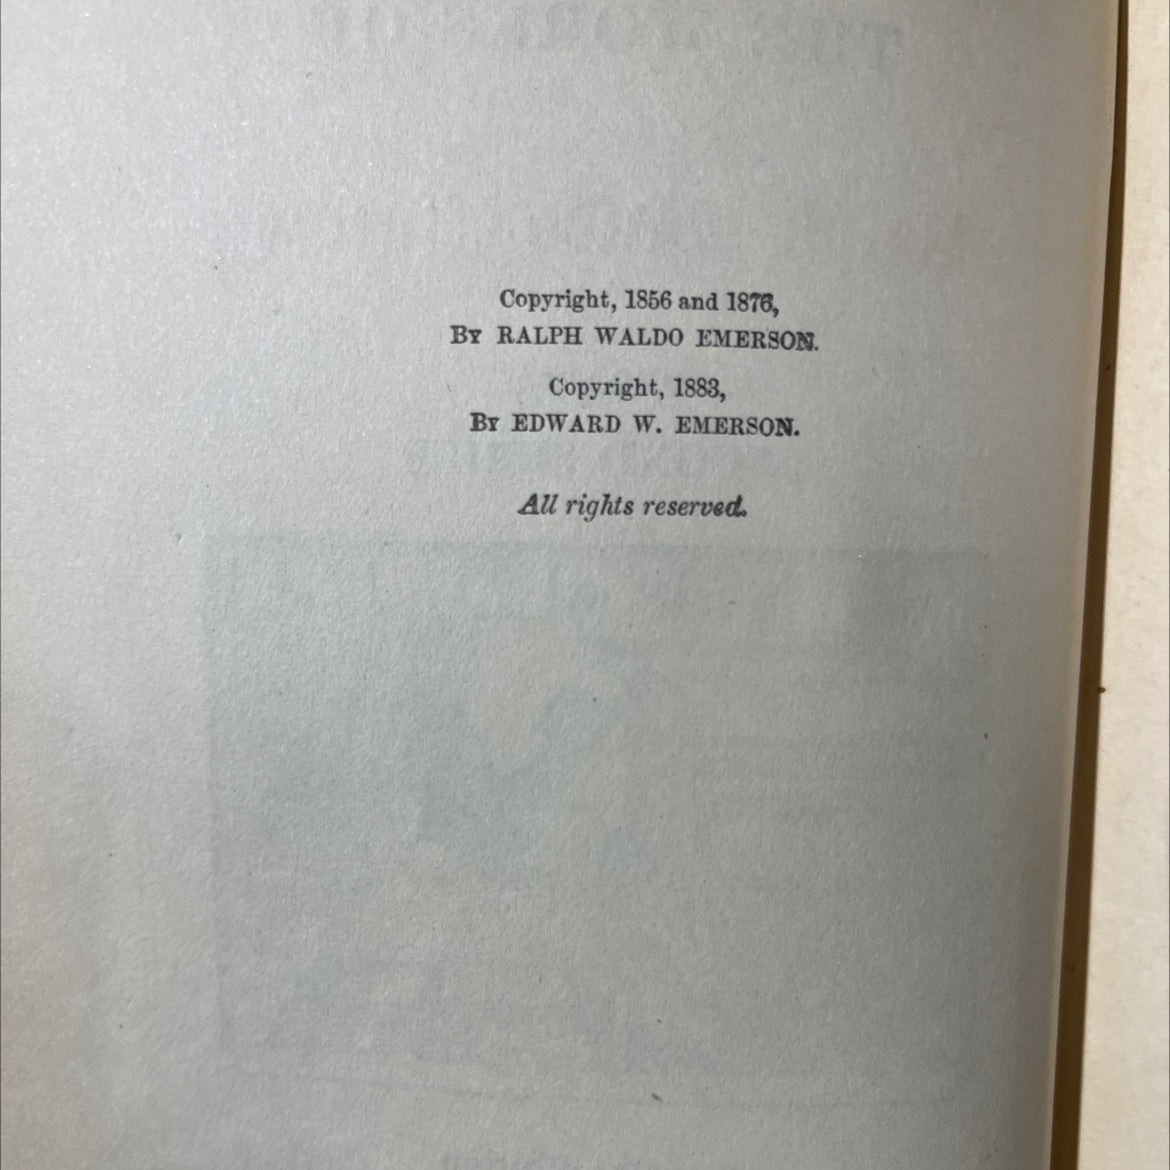 Copyright, 1856 and 1876,
By RALPH WALDO EMERSON.
Copyright, 1883,
By EDWARD W. EMERSON.
All rights reserved.